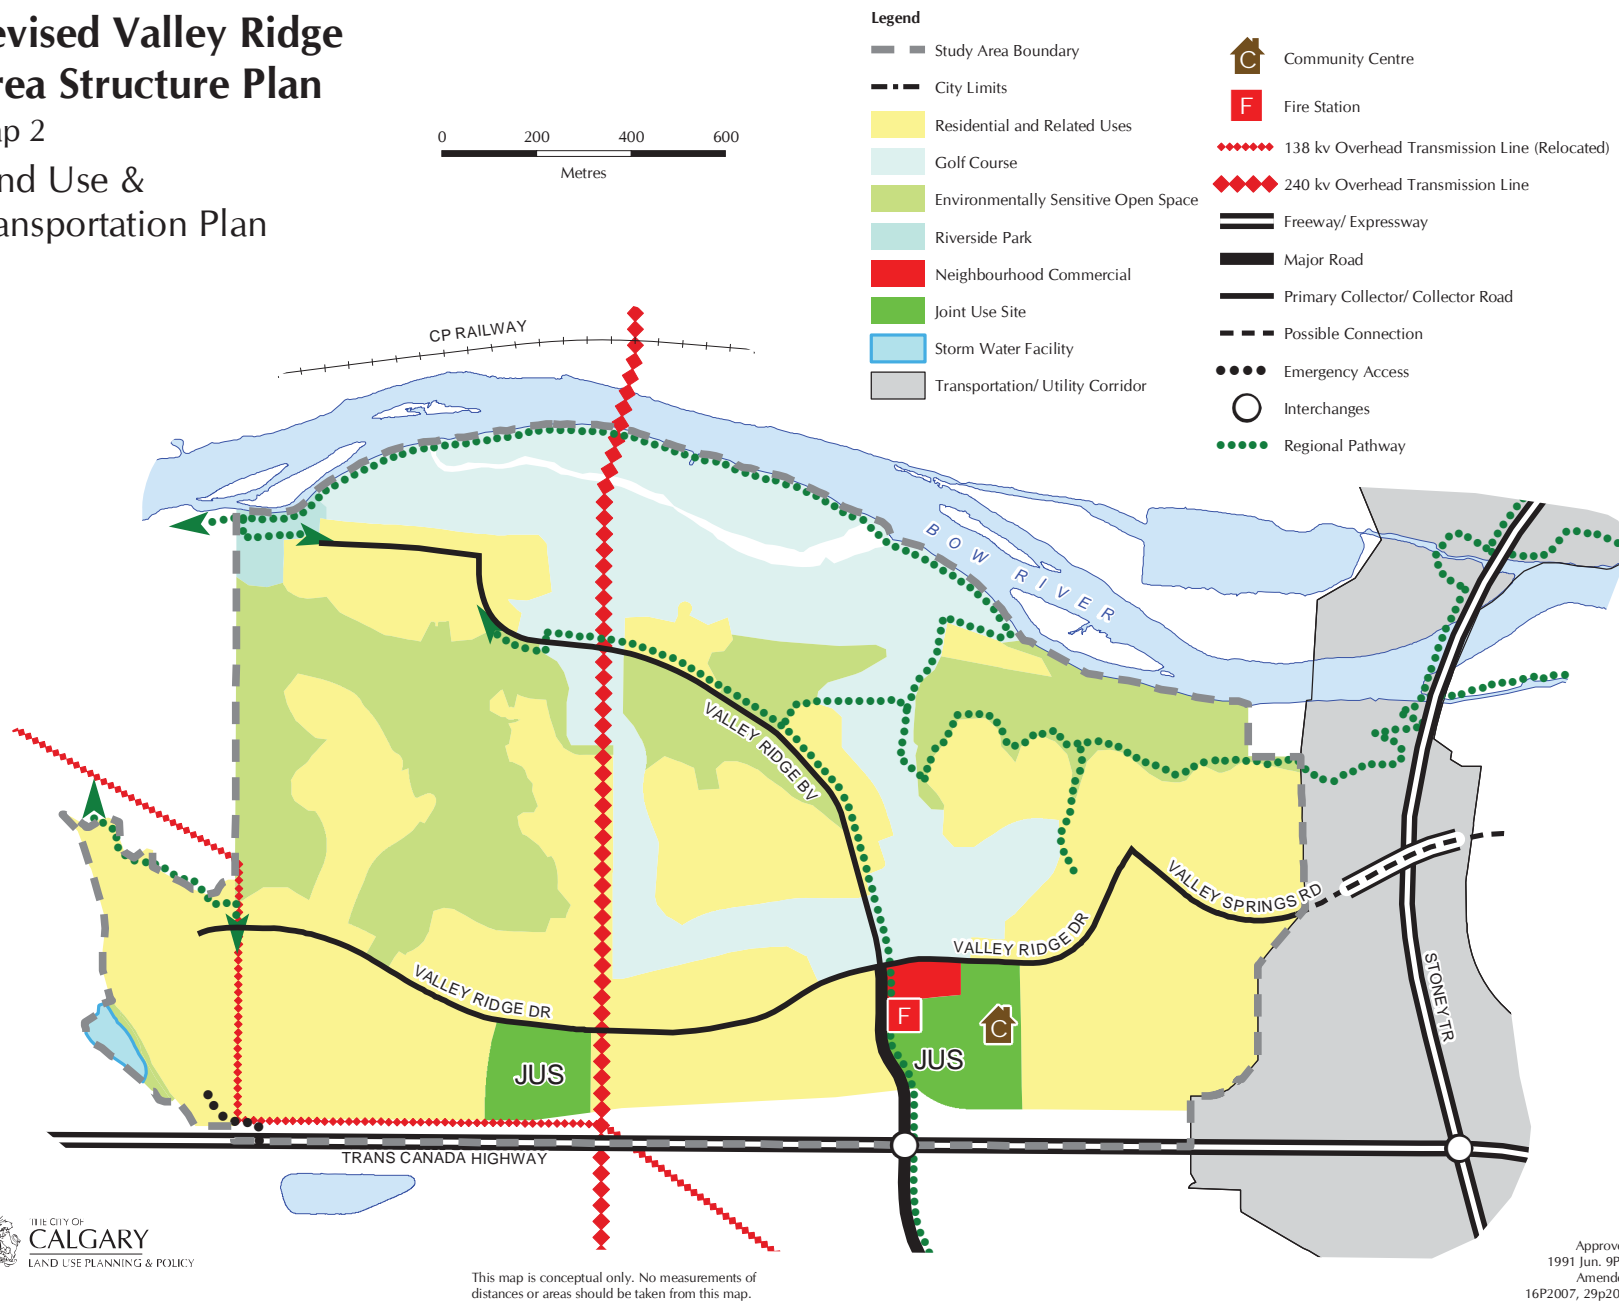 evised Valley Ridge
rea Structure Plan
ap 2
nd Use &
ansportation Plan
0 200 400 600
Metres
Legend
Study Area Boundary
City Limits
Residential and Related Uses
Golf Course
Environmentally Sensitive Open Space
Riverside Park
Neighbourhood Commercial
Joint Use Site
Storm Water Facility
Transportation/ Utility Corridor
C Community Centre
F Fire Station
138 kv Overhead Transmission Line (Relocated)
240 kv Overhead Transmission Line
Freeway/ Expressway
Major Road
Primary Collector/ Collector Road
Possible Connection
Emergency Access
Interchanges
Regional Pathway
CP RAILWAY
BOW RIVER
VALLEY RIDGE BV
VALLEY SPRINGS RD
VALLEY RIDGE DR
VALLEY RIDGE DR
STONEY TR
F
C
JUS
JUS
TRANS CANADA HIGHWAY
THE CITY OF
CALGARY
LAND USE PLANNING & POLICY
This map is conceptual only. No measurements of
distances or areas should be taken from this map.
Approve
1991 Jun. 9P
Amende
16P2007, 29p20